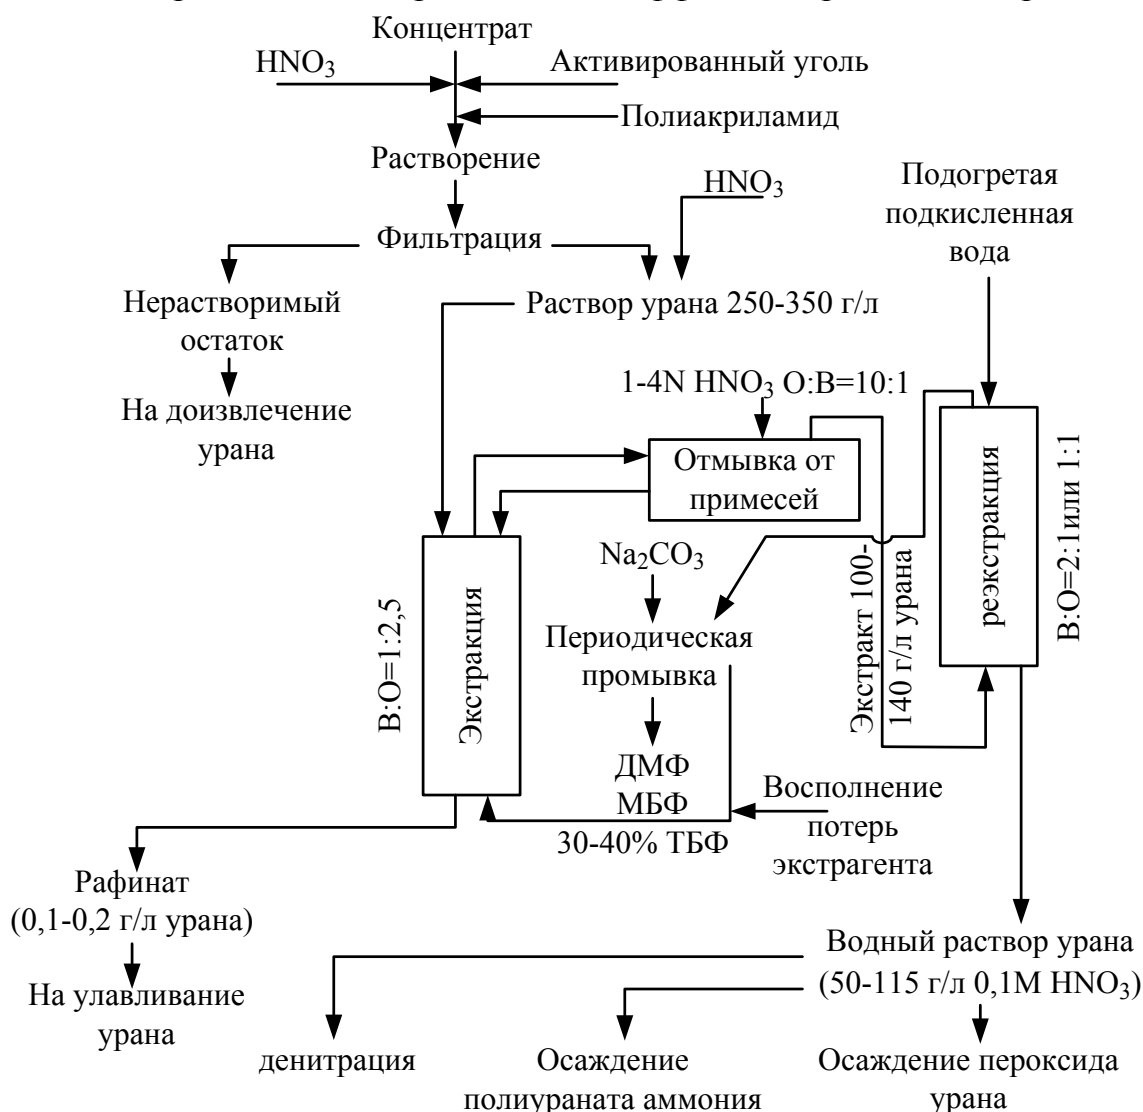 Концентрат
HNO3
Активированный уголь
Полиакриламид
Растворение
HNO3
Подогретая
подкисленная
вода
Фильтрация
Нерастворимый
остаток
Раствор урана 250-350 г/л
На доизвлечение
урана
1-4N HNO3 О:В=10:1
Отмывка от
примесей
реэкстракция
В:О=2:1или 1:1
Na2CO3
Экстракт 100-
140 г/л урана
В:О=1:2,5
Экстракция
Периодическая
промывка
ДМФ
МБФ
30-40% ТБФ
Восполнение
потерь
экстрагента
Рафинат
(0,1-0,2 г/л урана)
На улавливание
урана
Водный раствор урана
(50-115 г/л 0,1М HNO3)
денитрация
Осаждение
полиураната аммония
Осаждение пероксида
урана